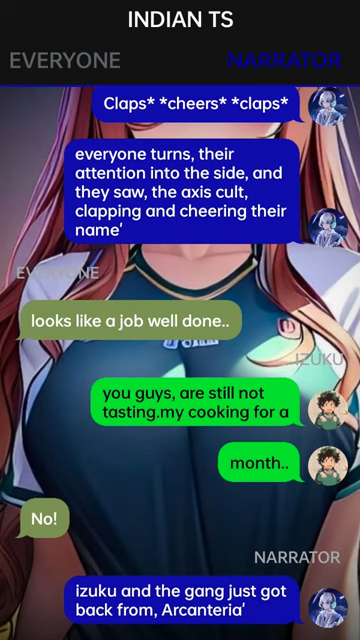 INDIAN TS
EVERYONE
NARRATOR
Claps* *cheers* *claps*
everyone turns, their
attention into the side, and
they saw, the axis cult,
clapping and cheering their
name'
EVERYONE
looks like a job well done..
IZUKU
you guys, are still not
tasting.my cooking for a
month..
No!
NARRATOR
izuku and the gang just got
back from, Arcanteria'